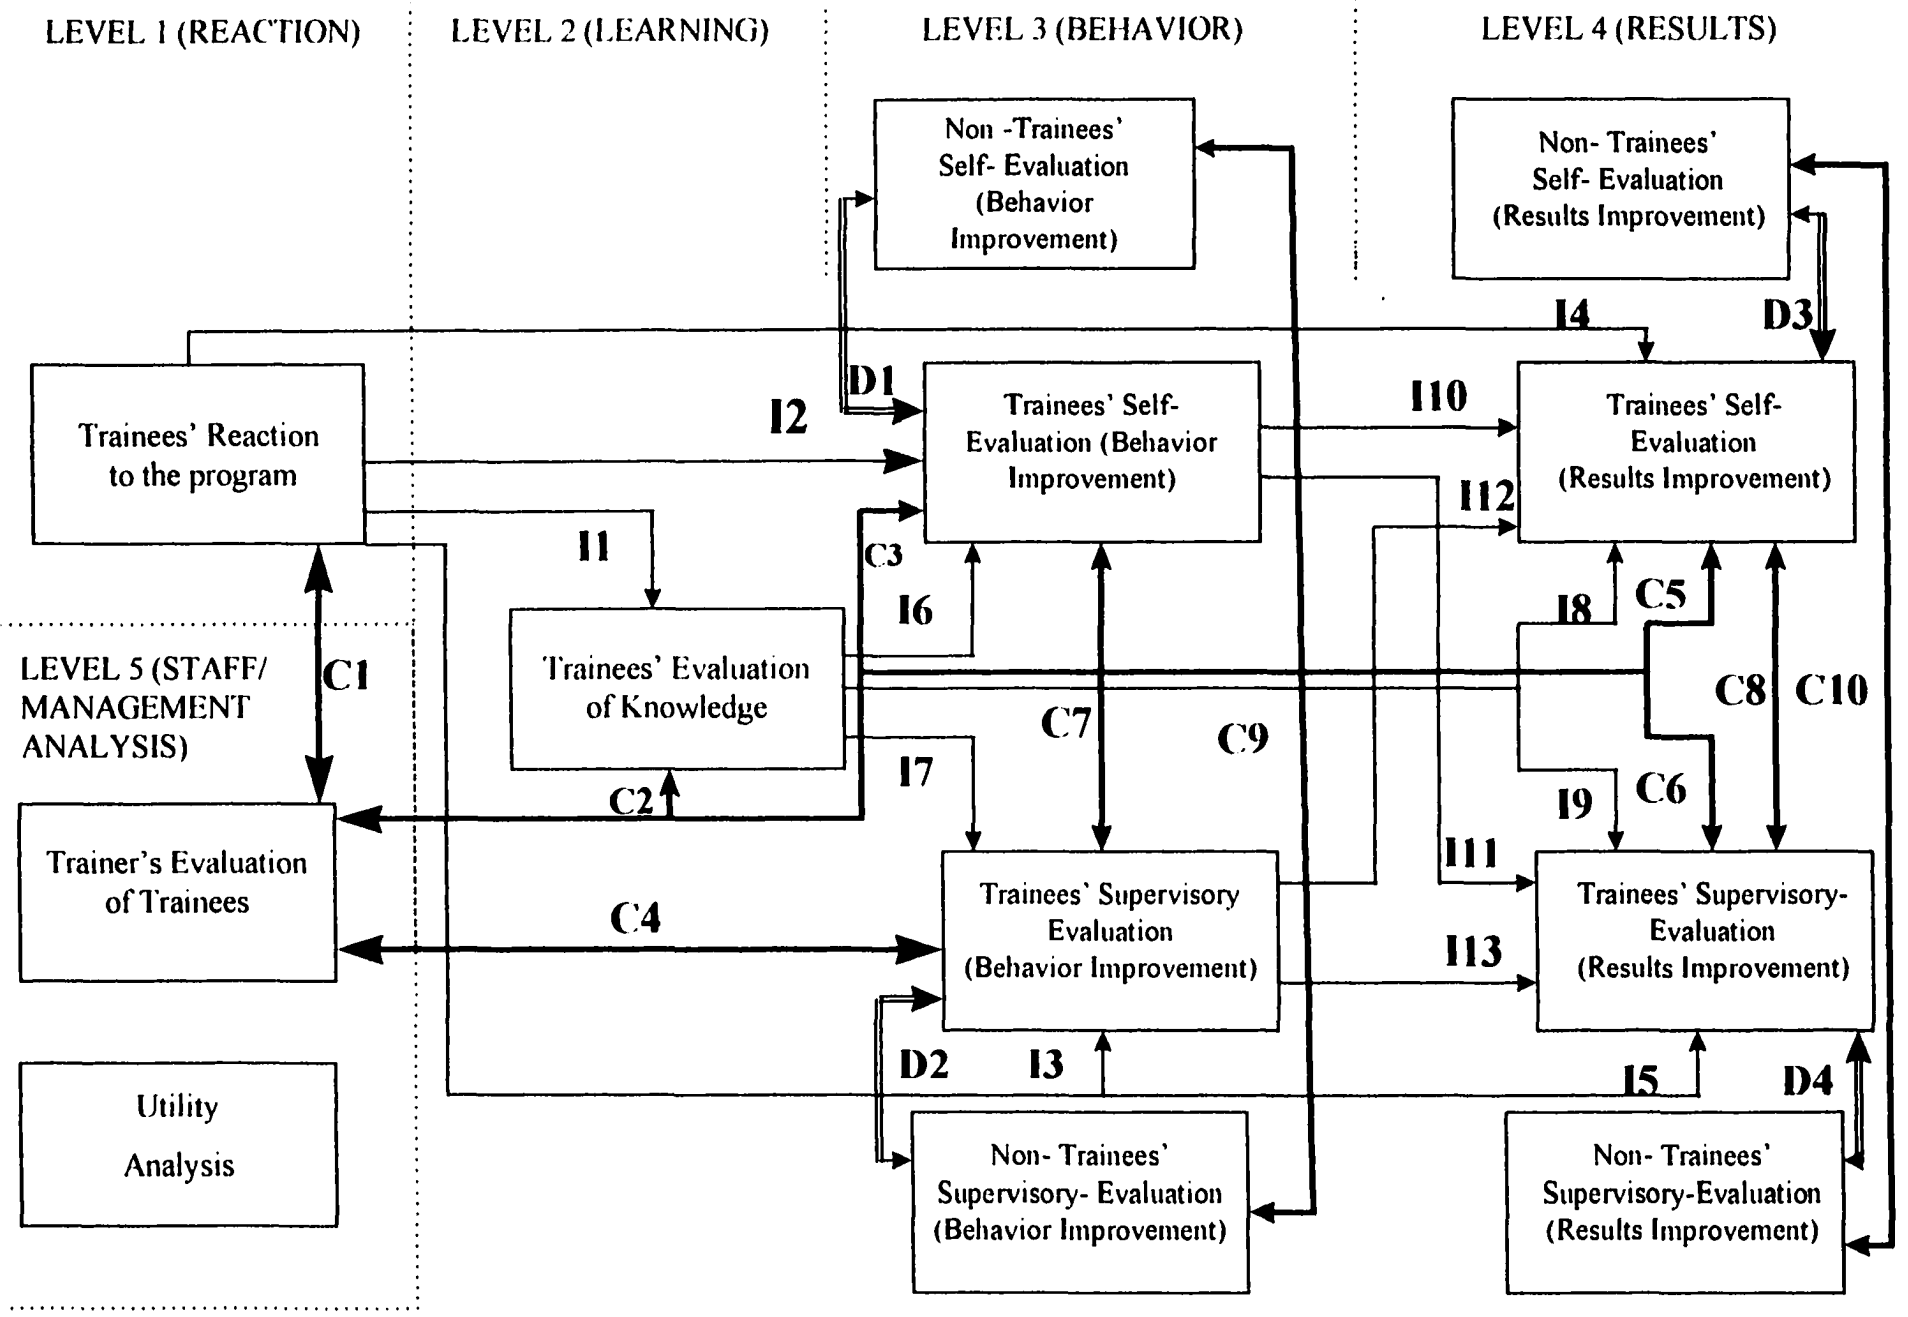 LEVEL 1 (REACTION)
LEVEL 2 (LEARNING)
LEVEL 3 (BEHAVIOR)
LEVEL 4 (RESULTS)
Non -Trainees'
Self- Evaluation
(Behavior
Improvement)
Non- Trainees'
Self- Evaluation
(Results Improvement)
I4
D3
D1
I2
I10
Trainees' Reaction
to the program
Trainees' Self-
Evaluation (Behavior
Improvement)
Trainees' Self-
Evaluation
(Results Improvement)
I12
I1
C3
I6
I8
C5
LEVEL 5 (STAFF/
MANAGEMENT
ANALYSIS)
C1
Trainees' Evaluation
of Knowledge
C7
C9
C8
C10
I7
C2
I9
C6
Trainer's Evaluation
of Trainees
C4
I11
Trainees' Supervisory
Evaluation
(Behavior Improvement)
I13
Trainees' Supervisory-
Evaluation
(Results Improvement)
D2
I3
I5
D4
Utility
Analysis
Non- Trainees'
Supervisory- Evaluation
(Behavior Improvement)
Non- Trainees'
Supervisory-Evaluation
(Results Improvement)